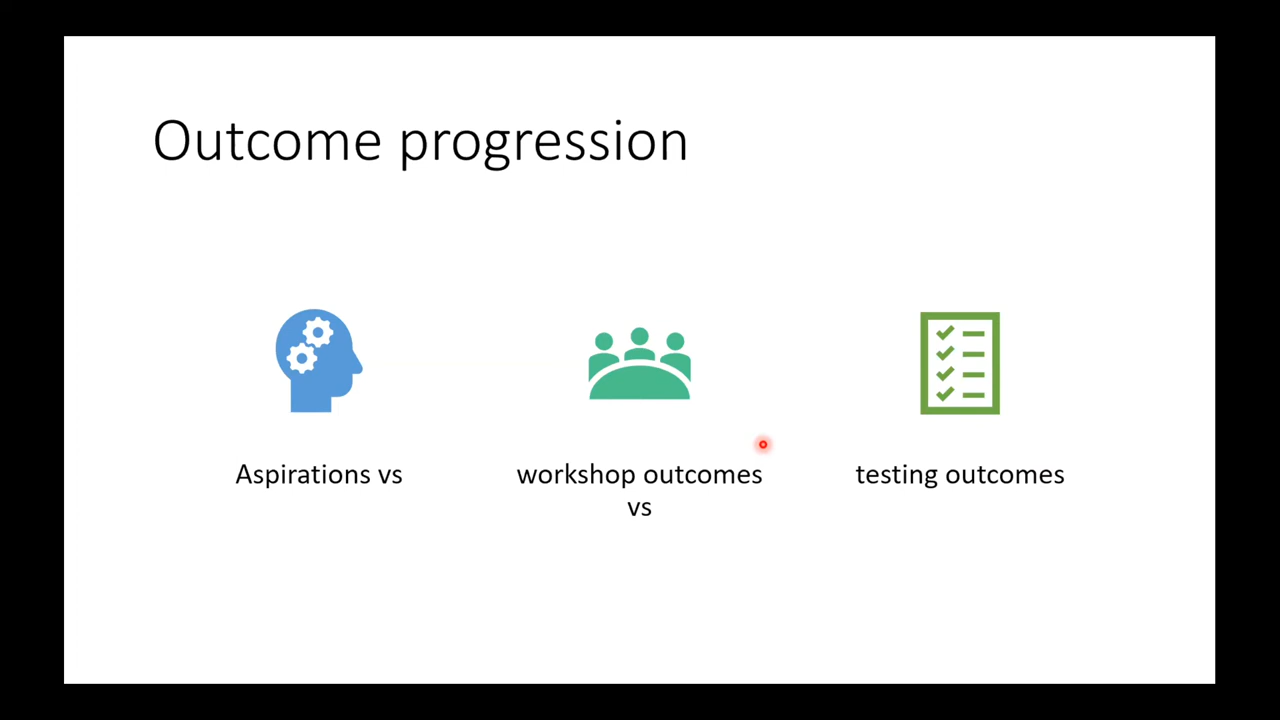 Outcome progression
Aspirations vs
workshop outcomes
vs
testing outcomes